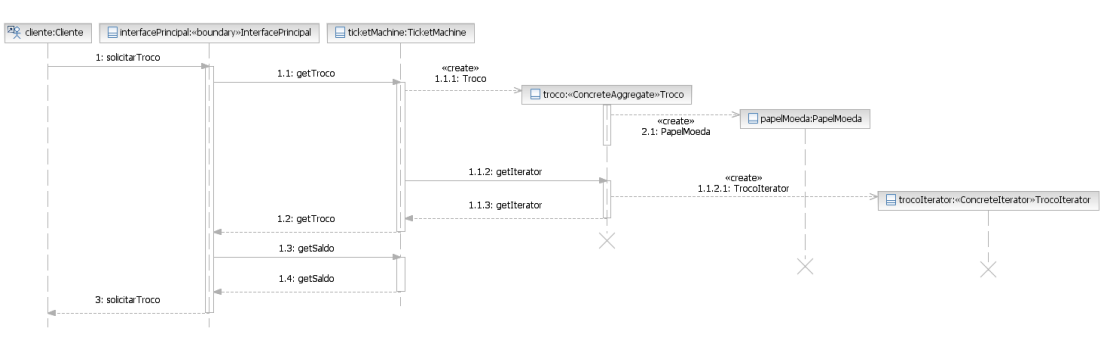 cliente:Cliente
interfacePrincipal:«boundary»InterfacePrincipal
ticketMachine:TicketMachine
1: solicitarTroco
1.1: getTroco
«create»
1.1.1: Troco
troco:«ConcreteAggregate»Troco
«create»
2.1: PapelMoeda
papelMoeda:PapelMoeda
1.1.2: getIterator
«create»
1.1.2.1: TrocoIterator
trocoIterator:«ConcreteIterator»TrocoIterator
1.1.3: getIterator
1.2: getTroco
1.3: getSaldo
1.4: getSaldo
3: solicitarTroco